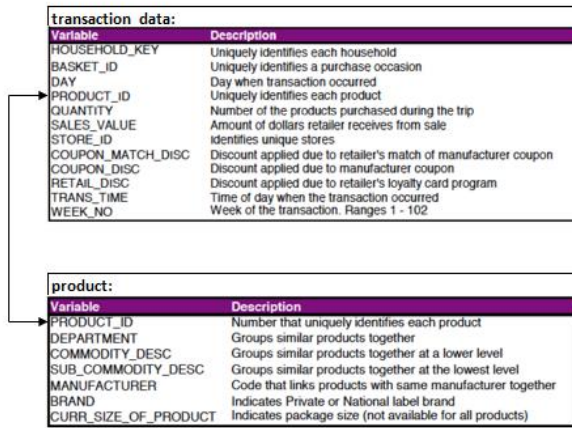 transaction data:
Variable Description
HOUSEHOLD_KEY Uniquely identifies each household
BASKET_ID Uniquely identifies a purchase occasion
DAY Day when transaction occurred
PRODUCT_ID Uniquely identifies each product
QUANTITY Number of the products purchased during the trip
SALES_VALUE Amount of dollars retailer receives from sale
STORE_ID Identifies unique stores
COUPON_MATCH_DISC Discount applied due to retailer's match of manufacturer coupon
COUPON_DISC Discount applied due to manufacturer coupon
RETAIL_DISC Discount applied due to retailer's loyalty card program
TRANS_TIME Time of day when the transaction occurred
WEEK_NO Week of the transaction. Ranges 1 - 102
product:
Variable Description
PRODUCT_ID Number that uniquely identifies each product
DEPARTMENT Groups similar products together
COMMODITY_DESC Groups similar products together at a lower level
SUB_COMMODITY_DESC Groups similar products together at the lowest level
MANUFACTURER Code that links products with same manufacturer together
BRAND Indicates Private or National label brand
CURR_SIZE_OF_PRODUCT Indicates package size (not available for all products)